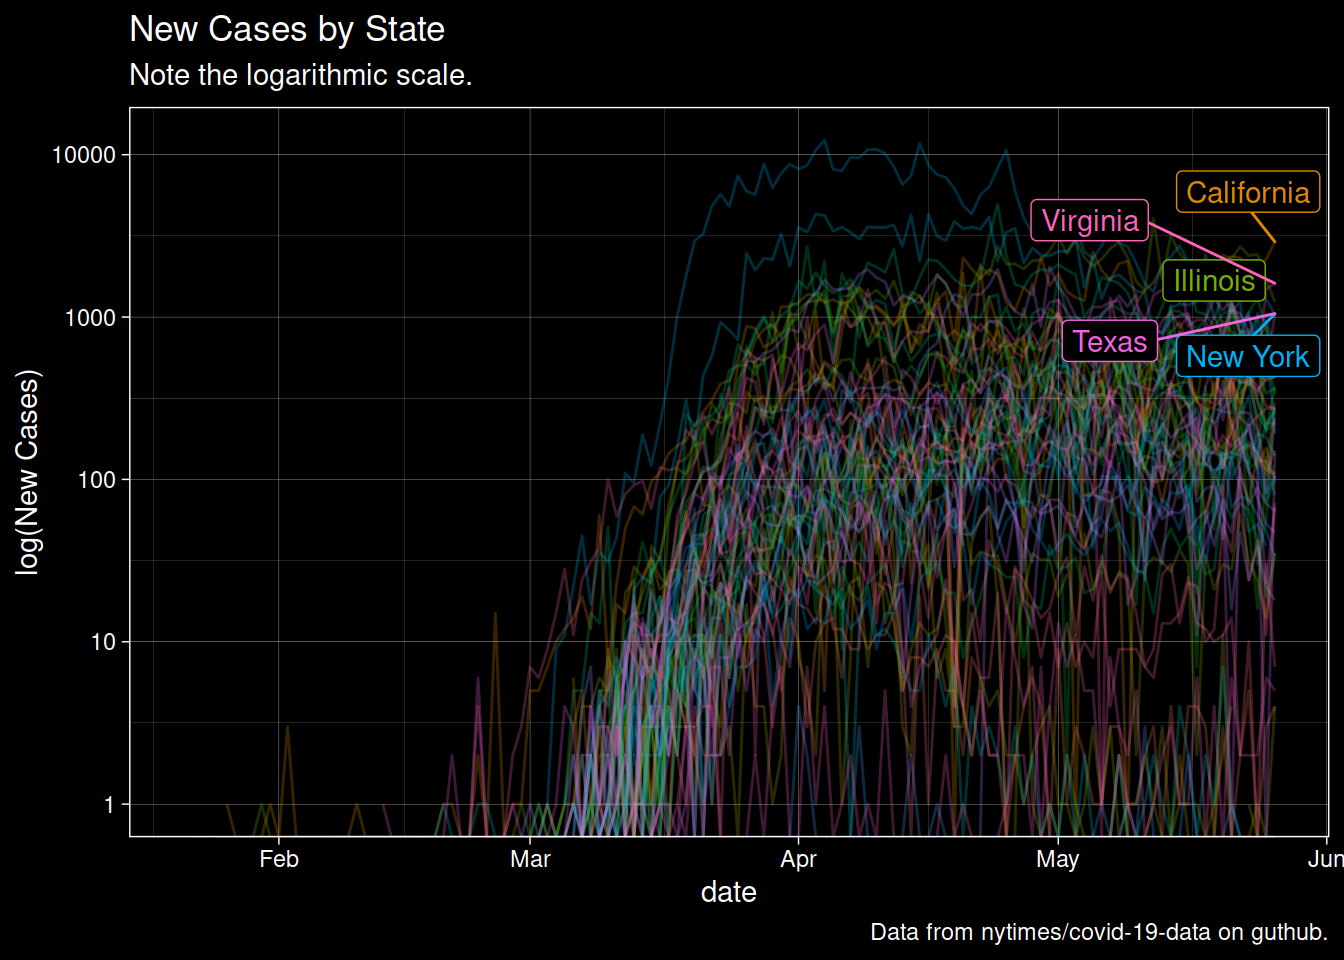 New Cases by State
Note the logarithmic scale.
10000
1000
100
10
1
log(New Cases)
California
Virginia
Illinois
Texas
New York
Feb
Mar
Apr
May
Jun
date
Data from nytimes/covid-19-data on guthub.